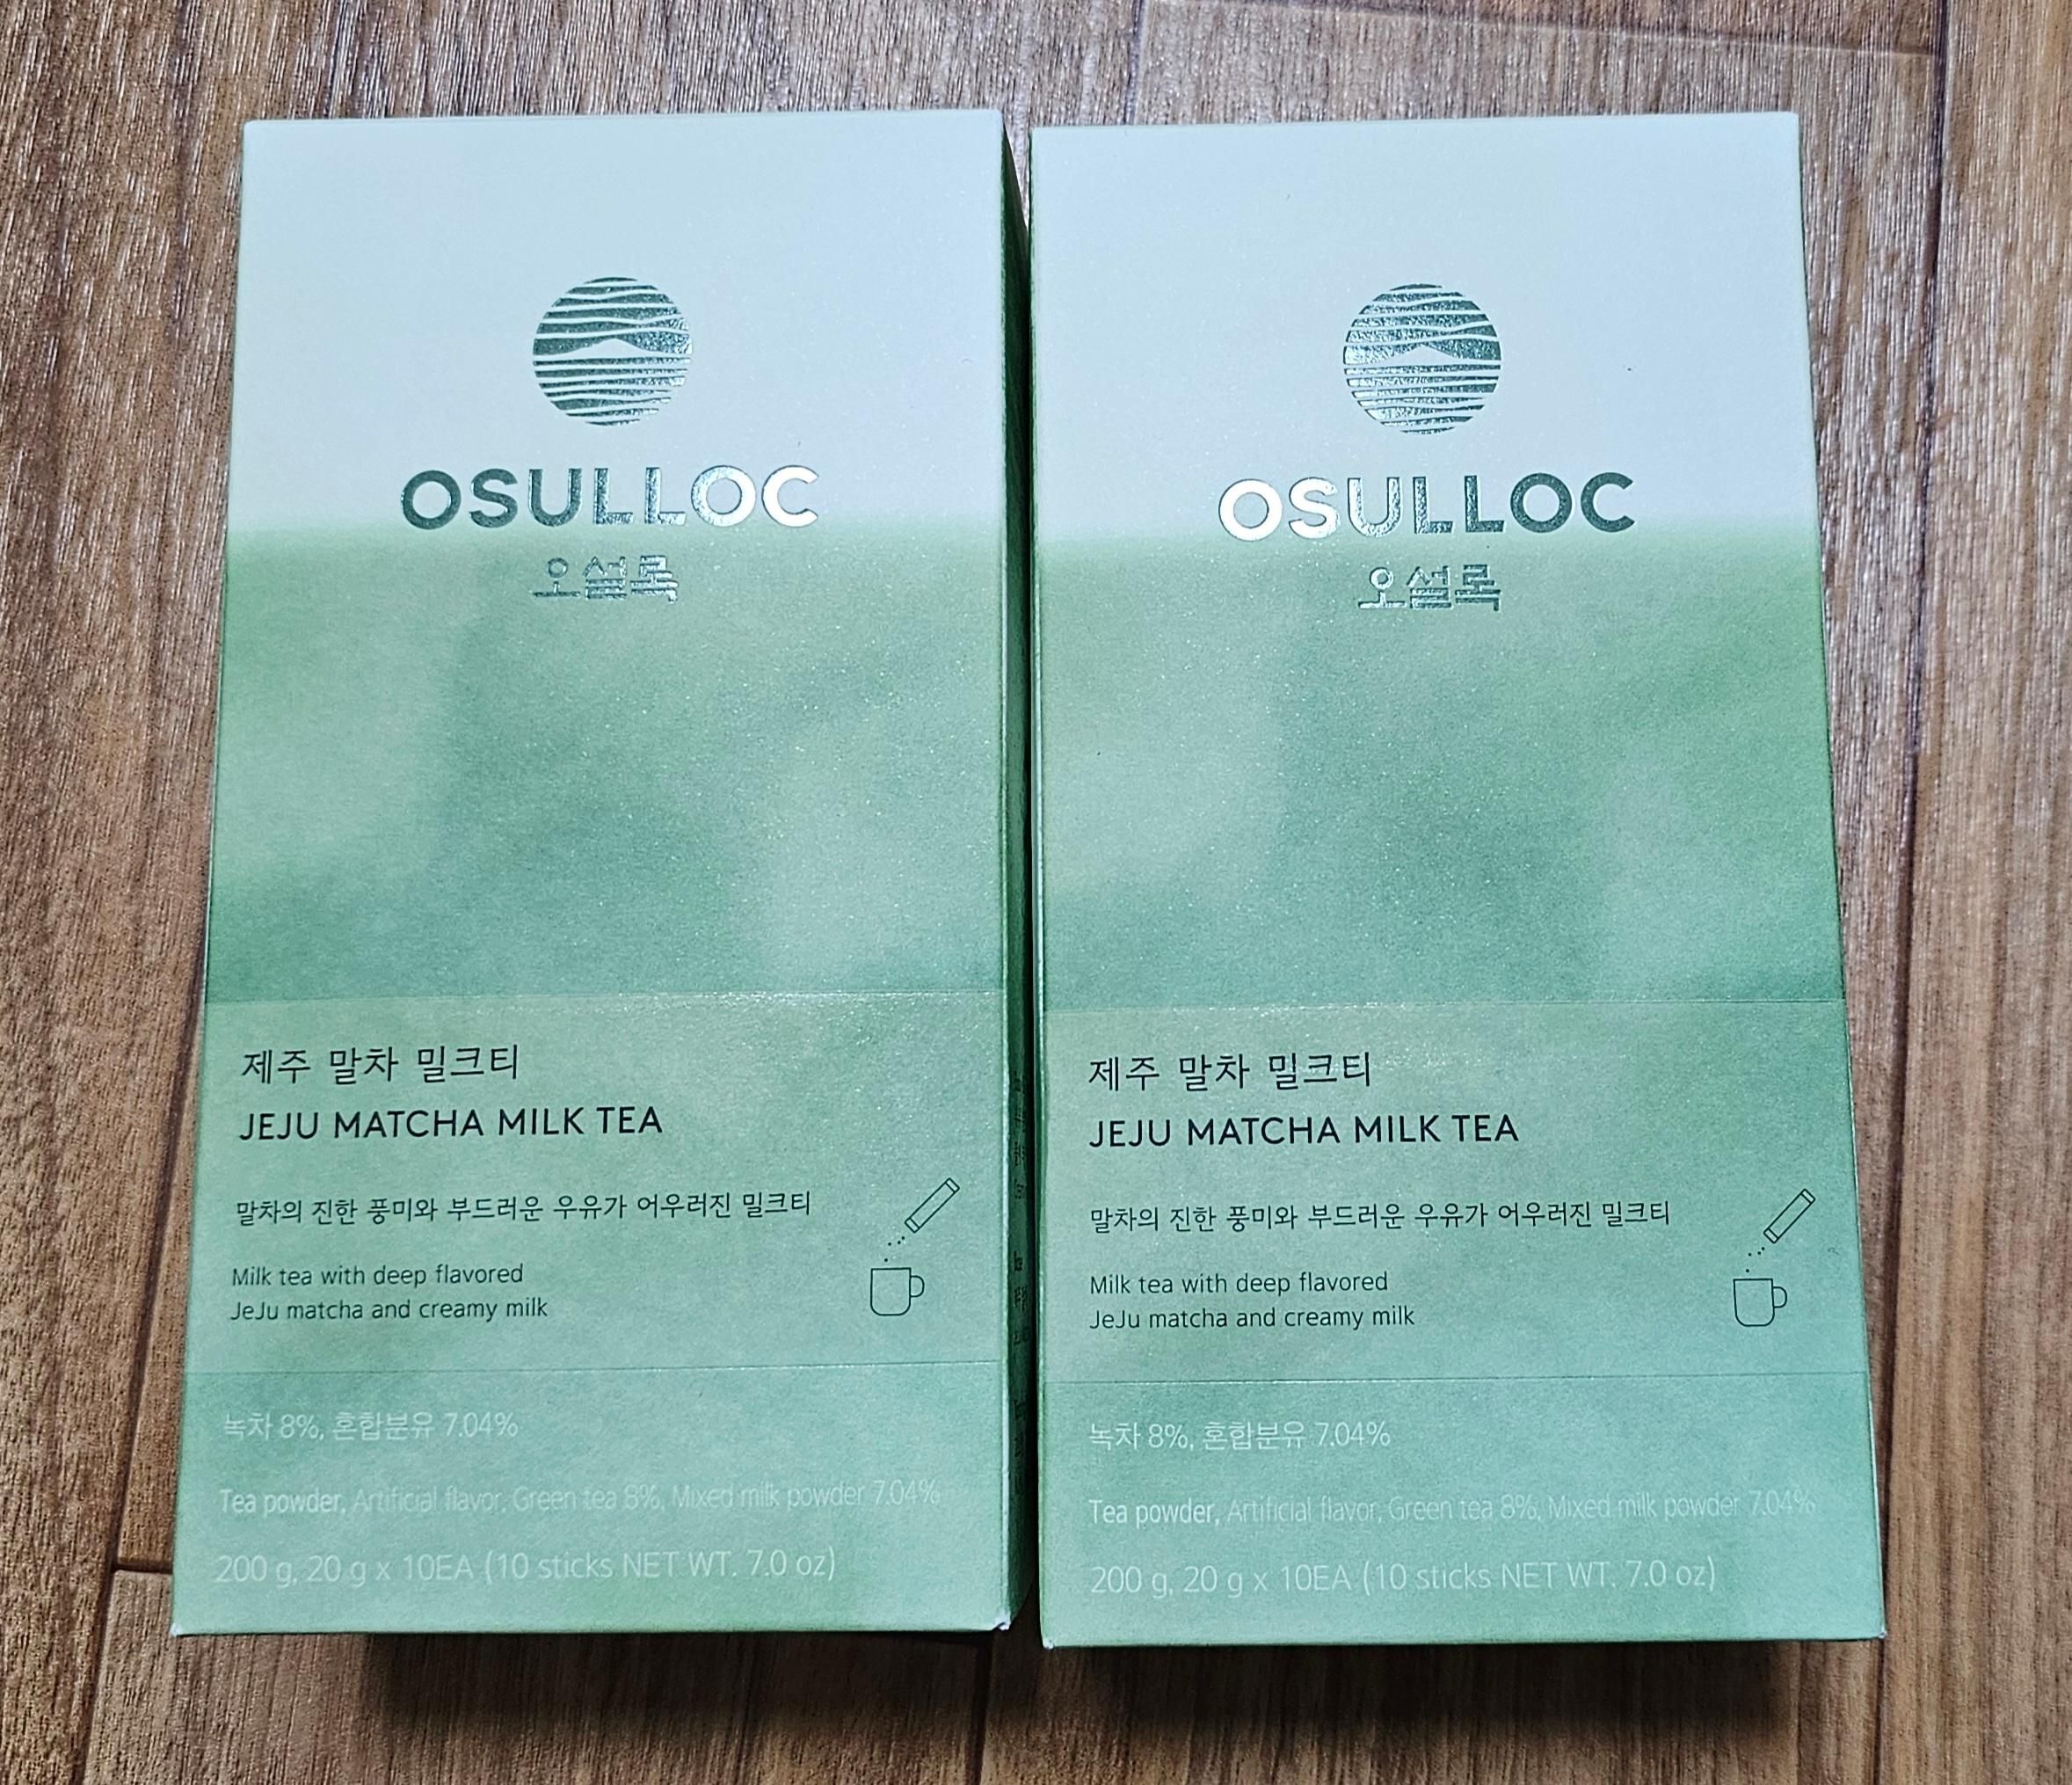 OSULLOC
오설록
제주 말차 밀크티
JEJU MATCHA MILK TEA
말차의 진한 풍미와 부드러운 우유가 어우러진 밀크티
Milk tea with deep flavored
JeJu matcha and creamy milk
녹차 8%, 혼합분유 7.04%
Tea powder, Artificial flavor, Green tea 8%, Mixed milk powder 7.04%
200 g, 20 g x 10EA (10 sticks NET WT. 7.0 oz)
OSULLOC
오설록
제주 말차 밀크티
JEJU MATCHA MILK TEA
말차의 진한 풍미와 부드러운 우유가 어우러진 밀크티
Milk tea with deep flavored
JeJu matcha and creamy milk
녹차 8%, 혼합분유 7.04%
Tea powder, Artificial flavor, Green tea 8%, Mixed milk powder 7.04%
200 g, 20 g x 10EA (10 sticks NET WT. 7.0 oz)